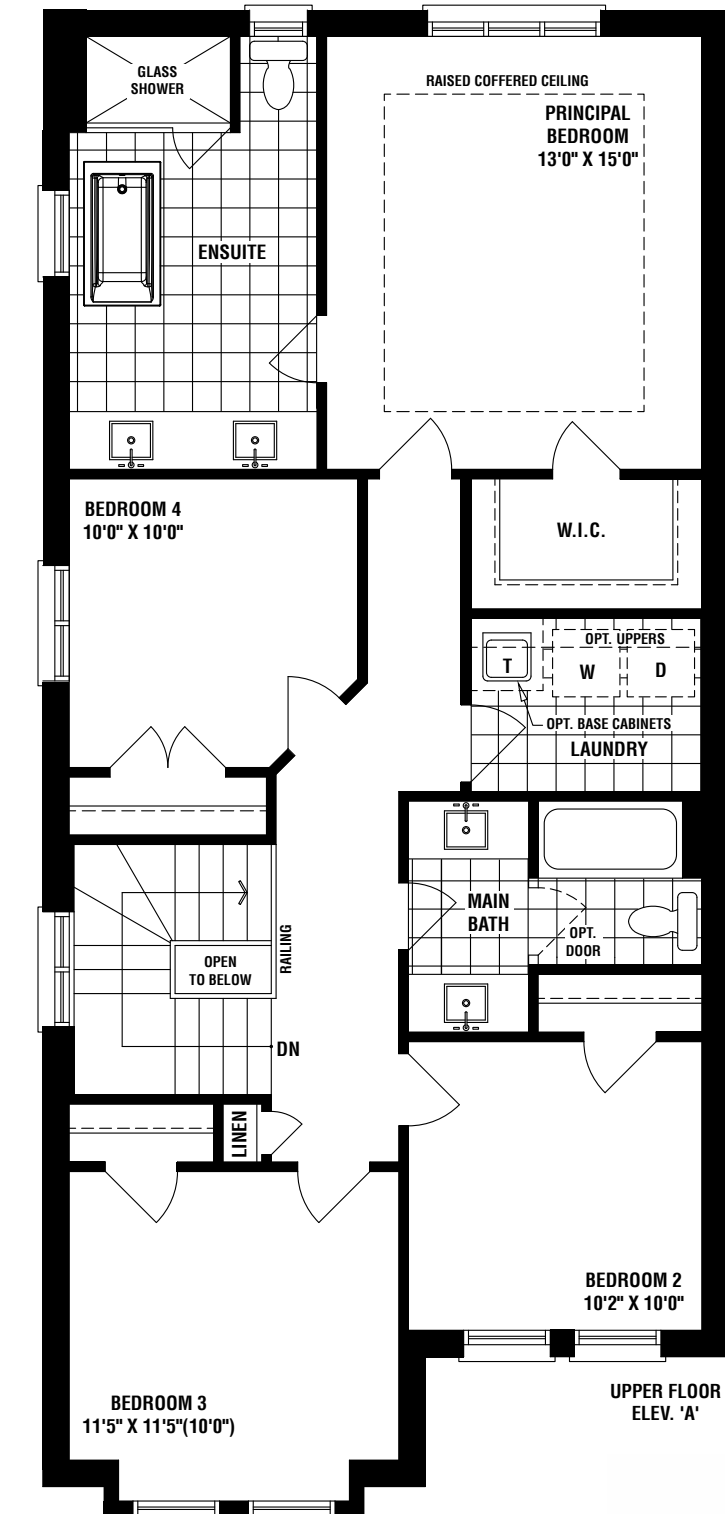 GLASS
SHOWER
RAISED COFFERED CEILING
PRINCIPAL
BEDROOM
13'0" X 15'0"
ENSUITE
BEDROOM 4
10'0" X 10'0"
W.I.C.
OPT. UPPERS
T
W
D
OPT. BASE CABINETS
LAUNDRY
MAIN
BATH
OPT.
DOOR
RAILING
OPEN
TO BELOW
DN
LINEN
BEDROOM 2
10'2" X 10'0"
BEDROOM 3
11'5" X 11'5"(10'0")
UPPER FLOOR
ELEV. 'A'